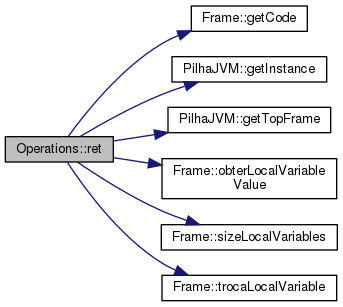 Frame::getCode
PilhaJVM::getInstance
PilhaJVM::getTopFrame
Operations::ret
Frame::obterLocalVariable
Value
Frame::sizeLocalVariables
Frame::trocaLocalVariable